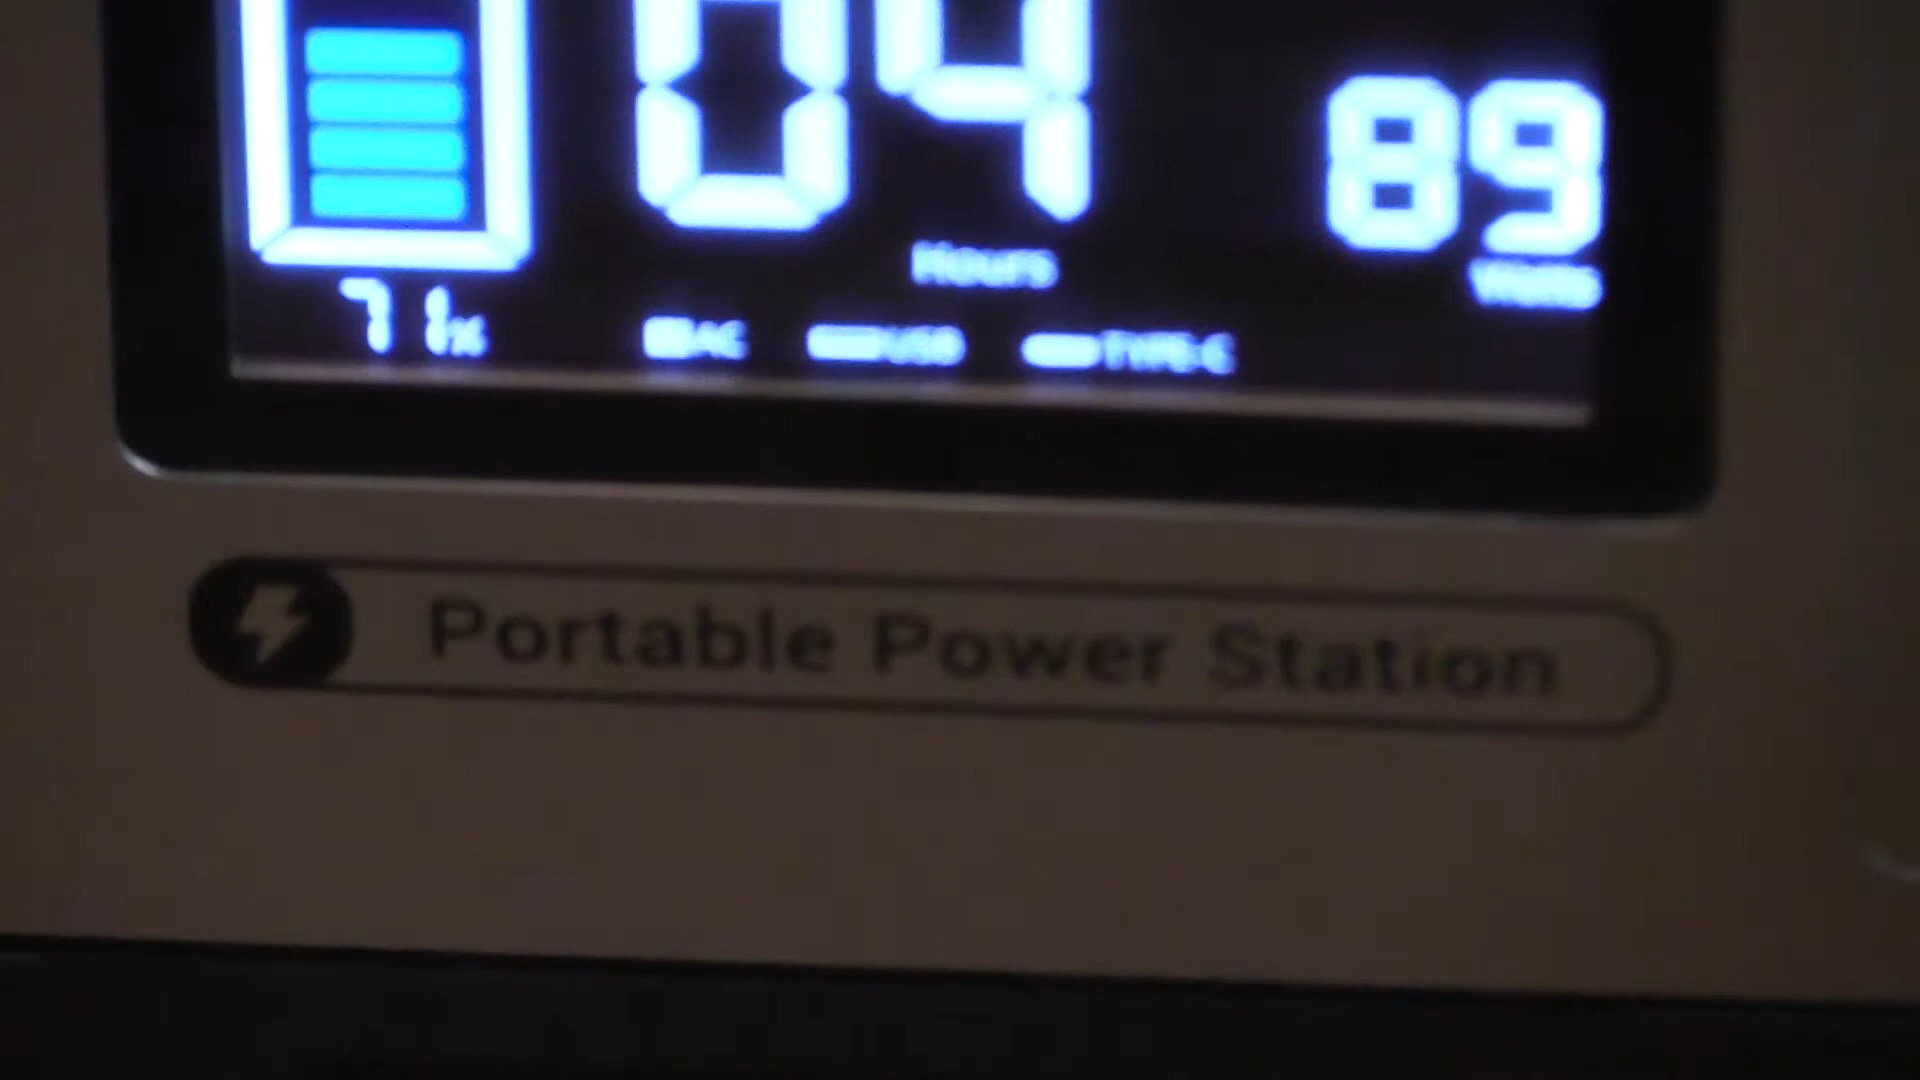 04
89
Hours
Watts
71%
AC USB TYPE-C
Portable Power Station